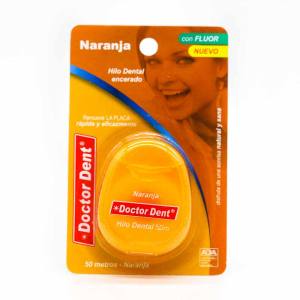 Naranja
con FLUOR
NUEVO
Hilo Dental
encerado
Remueve LA PLACA
rápida y eficazmente
disfruta de una sonrisa natural y sana
*Doctor Dent®
Naranja
*Doctor Dent®
Hilo Dental 50m
50 metros - Naranja
ADA